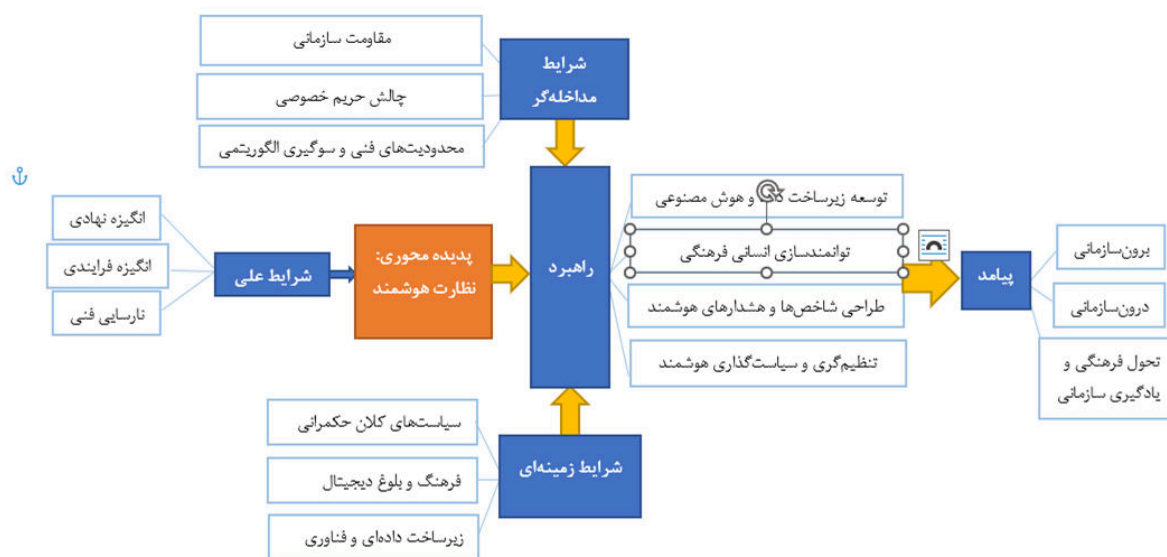 مقاومت سازمانی
چالش حریم خصوصی
محدودیت‌های فنی و سوگیری الگوریتمی
شرایط
مداخله‌گر
انگیزه نهادی
انگیزه فرایندی
نارسایی فنی
شرایط علی
پدیده محوری:
نظارت هوشمند
راهبرد
توسعه زیرساخت و هوش مصنوعی
توانمندسازی انسانی فرهنگی
طراحی شاخص‌ها و هشدارهای هوشمند
تنظیم‌گری و سیاست‌گذاری هوشمند
پیامد
برون‌سازمانی
درون‌سازمانی
تحول فرهنگی و
یادگیری سازمانی
سیاست‌های کلان حکمرانی
فرهنگ و بلوغ دیجیتال
زیرساخت داده‌ای و فناوری
شرایط زمینه‌ای